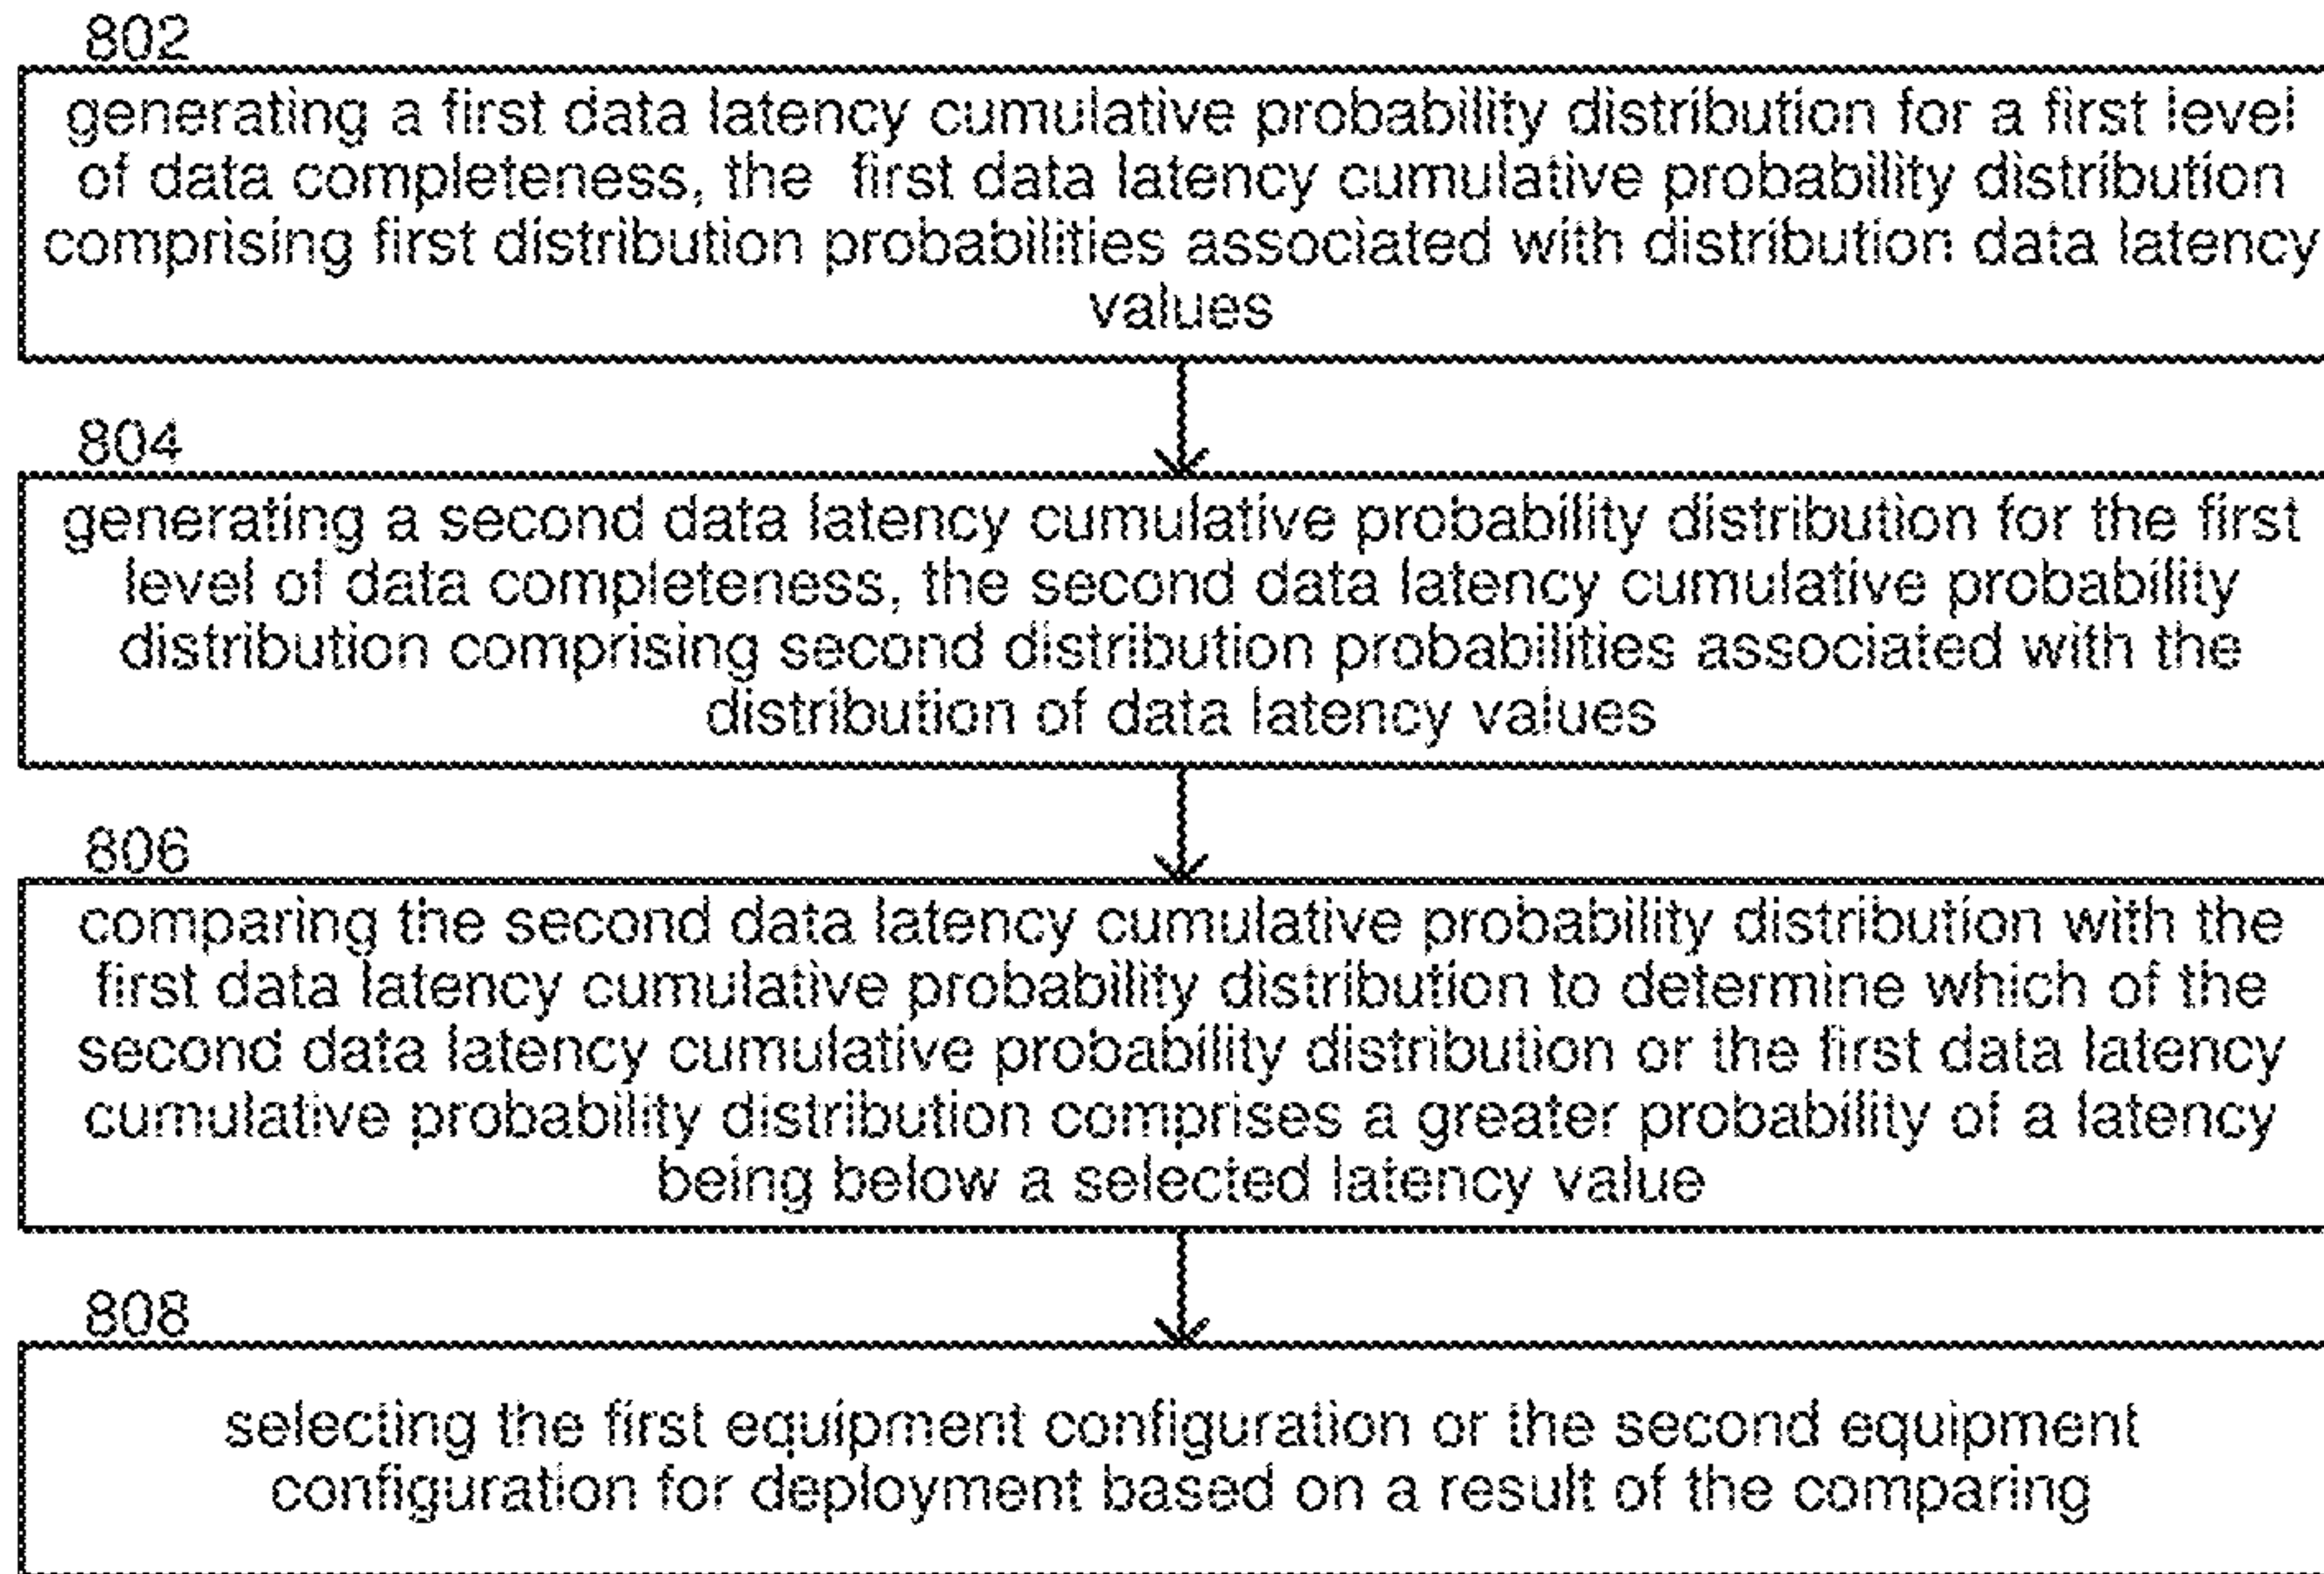 802
generating a first data latency cumulative probability distribution for a first level
of data completeness, the first data latency cumulative probability distribution
comprising first distribution probabilities associated with distribution data latency
values
804
generating a second data latency cumulative probability distribution for the first
level of data completeness, the second data latency cumulative probability
distribution comprising second distribution probabilities associated with the
distribution of data latency values
806
comparing the second data latency cumulative probability distribution with the
first data latency cumulative probability distribution to determine which of the
second data latency cumulative probability distribution or the first data latency
cumulative probability distribution comprises a greater probability of a latency
being below a selected latency value
808
selecting the first equipment configuration or the second equipment
configuration for deployment based on a result of the comparing